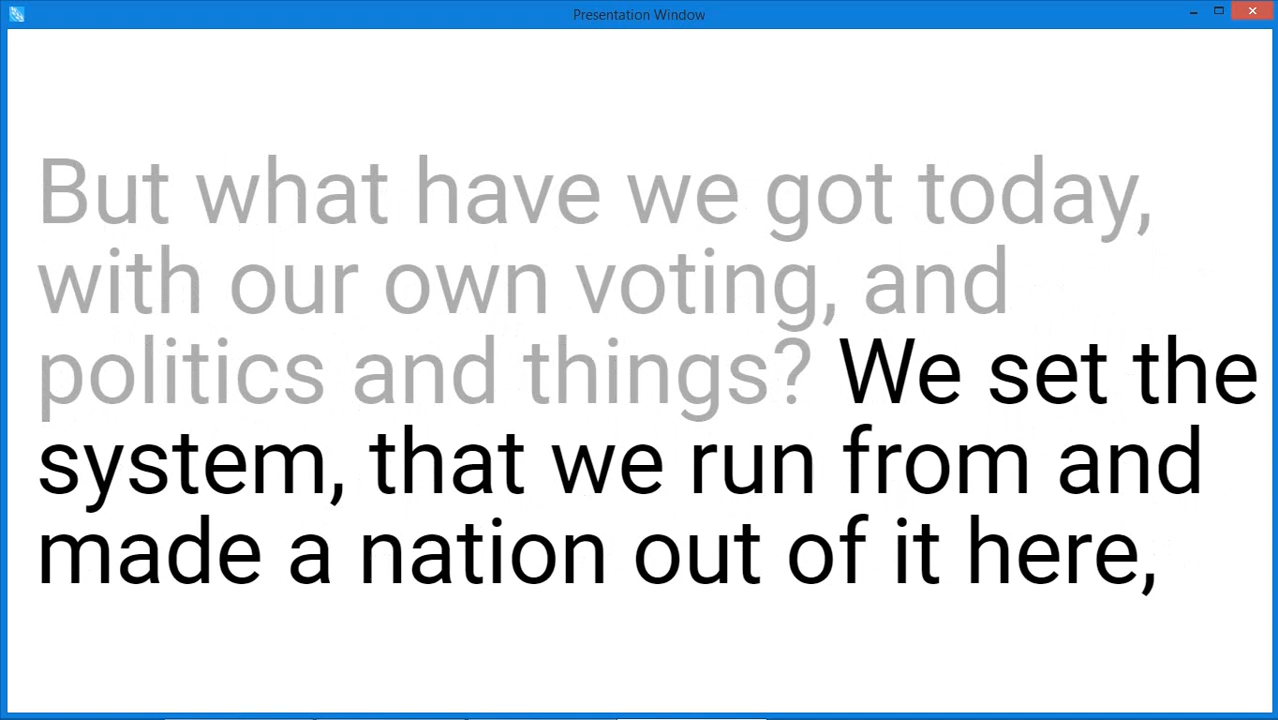 Presentation Window
But what have we got today,
with our own voting, and
politics and things? We set the
system, that we run from and
made a nation out of it here,